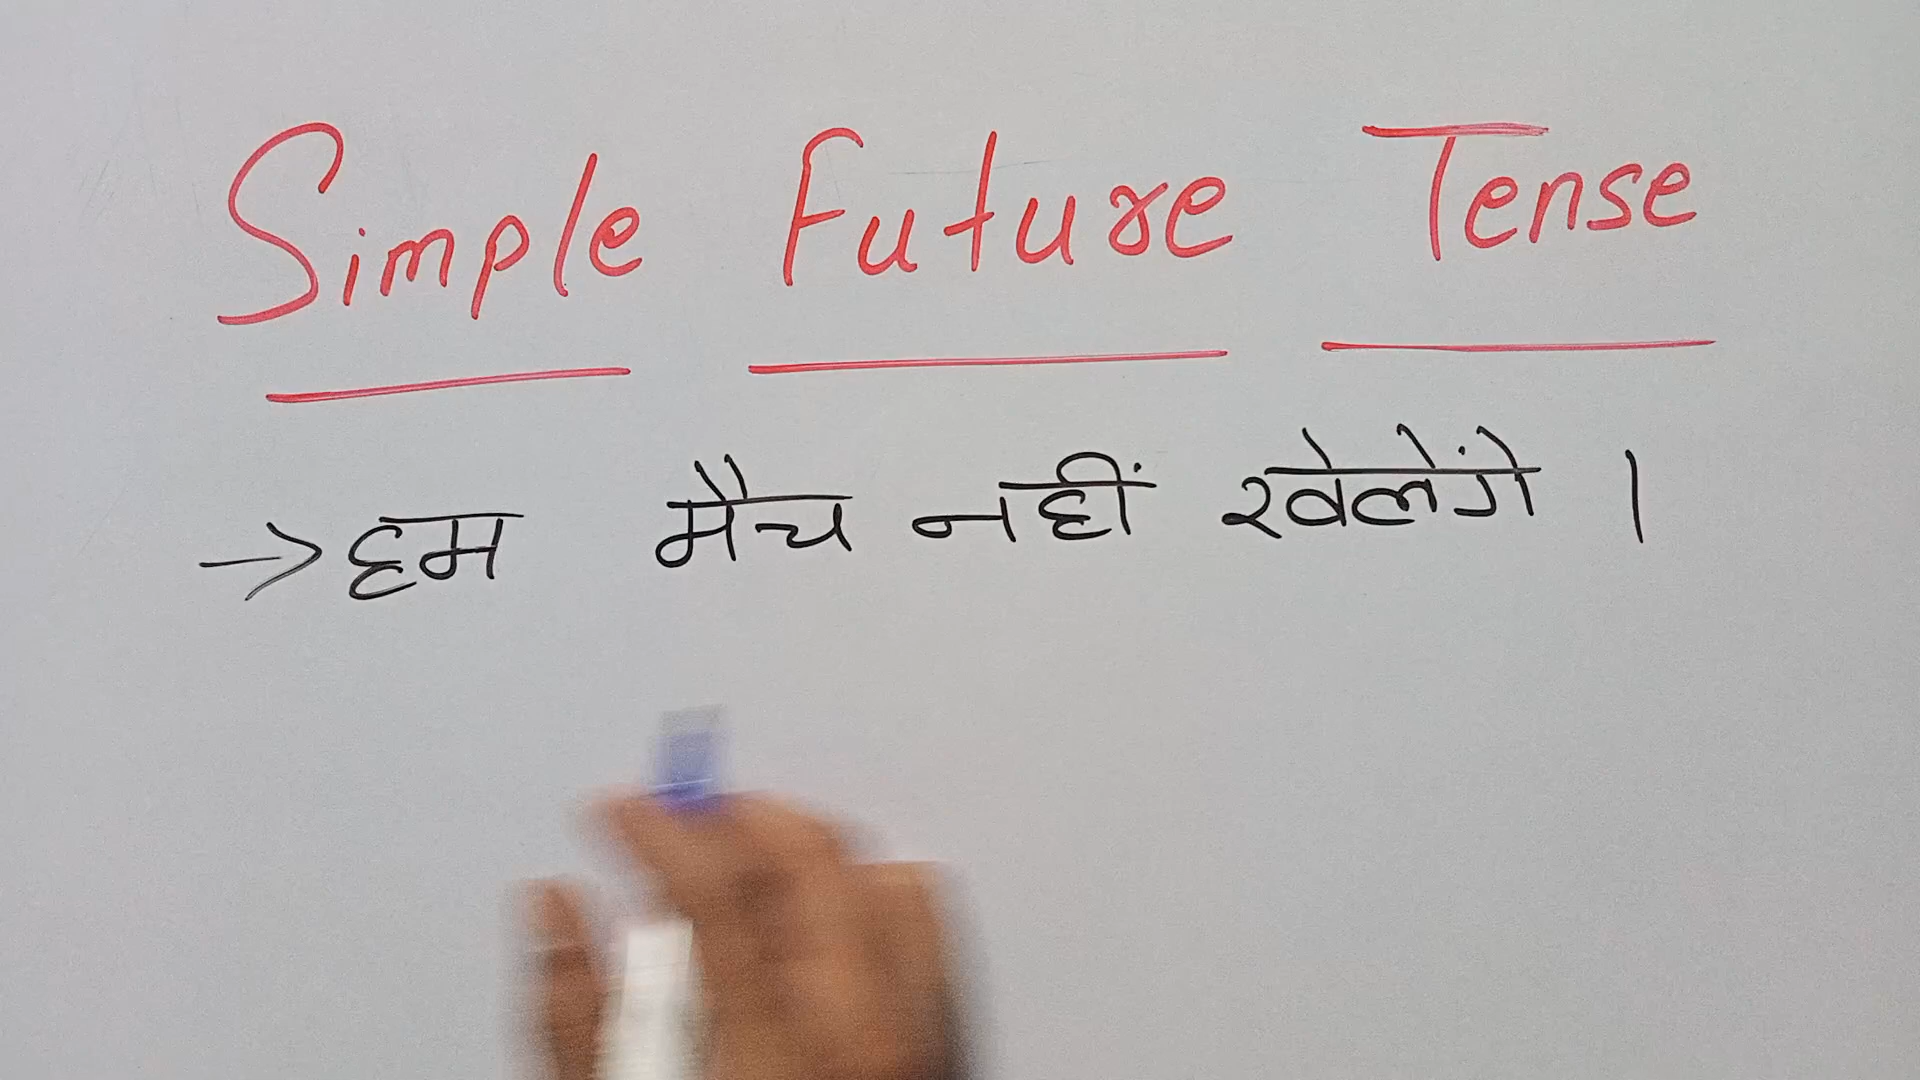 Simple Future Tense
→ हम मैच नहीं खेलेंगे ।